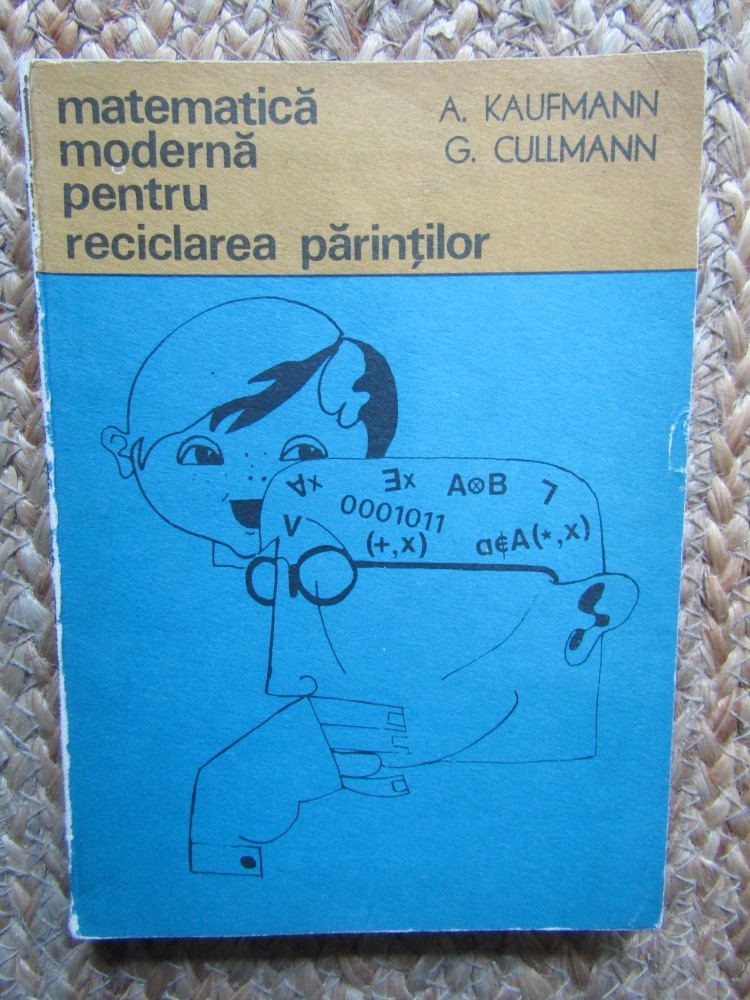 matematică
modernă
pentru
reciclarea părinților
A. KAUFMANN
G. CULLMANN
∀x ∃x A⊗B ㄱ
V 0001011
(+,x) a∉A(*,x)